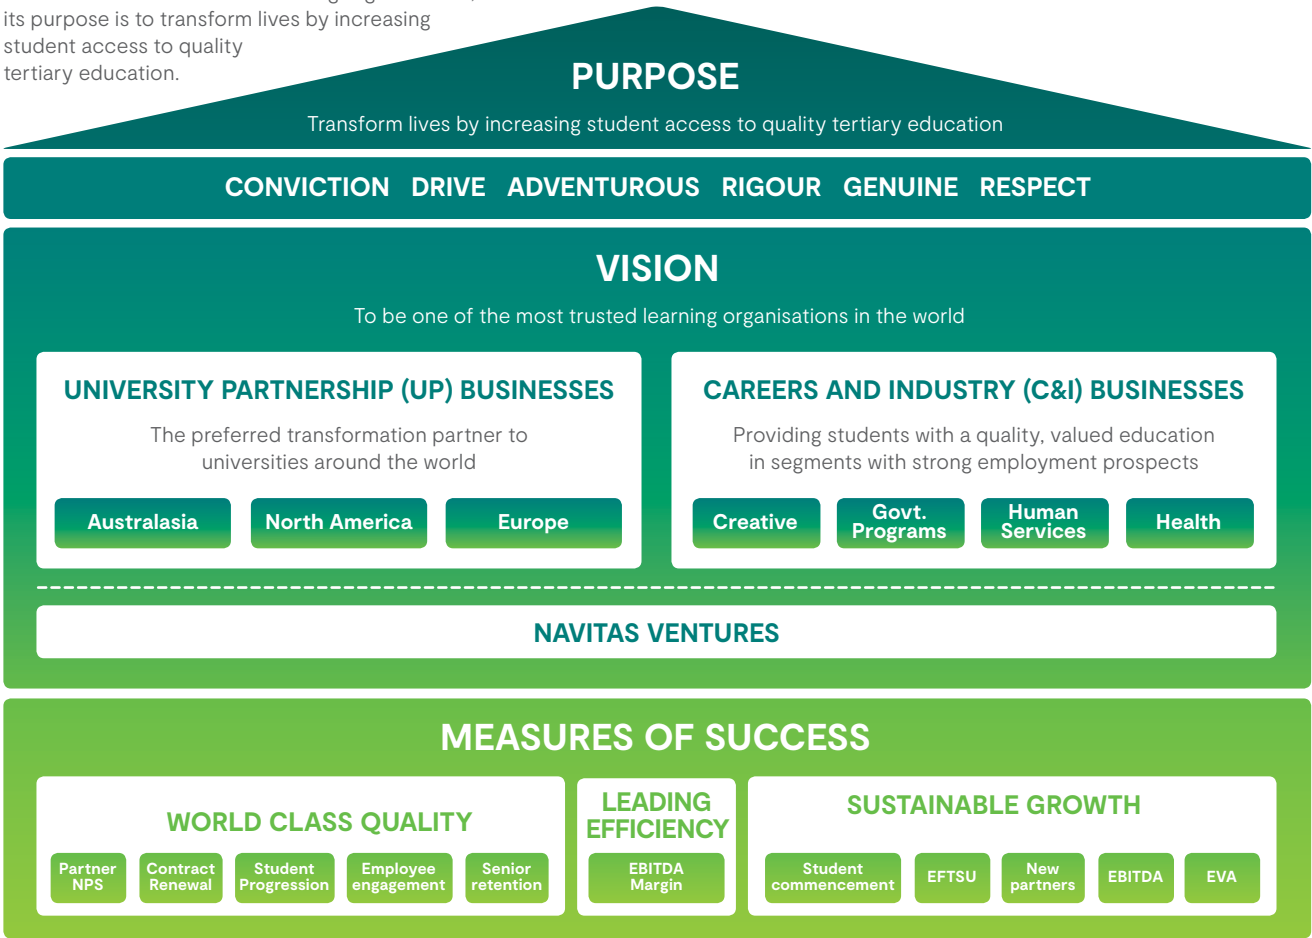 its purpose is to transform lives by increasing
student access to quality
tertiary education.
PURPOSE
Transform lives by increasing student access to quality tertiary education
CONVICTION DRIVE ADVENTUROUS RIGOUR GENUINE RESPECT
VISION
To be one of the most trusted learning organisations in the world
UNIVERSITY PARTNERSHIP (UP) BUSINESSES
The preferred transformation partner to
universities around the world
Australasia
North America
Europe
CAREERS AND INDUSTRY (C&I) BUSINESSES
Providing students with a quality, valued education
in segments with strong employment prospects
Creative
Govt.
Programs
Human
Services
Health
NAVITAS VENTURES
MEASURES OF SUCCESS
WORLD CLASS QUALITY
Partner
NPS
Contract
Renewal
Student
Progression
Employee
engagement
Senior
retention
LEADING
EFFICIENCY
EBITDA
Margin
SUSTAINABLE GROWTH
Student
commencement
EFTSU
New
partners
EBITDA
EVA